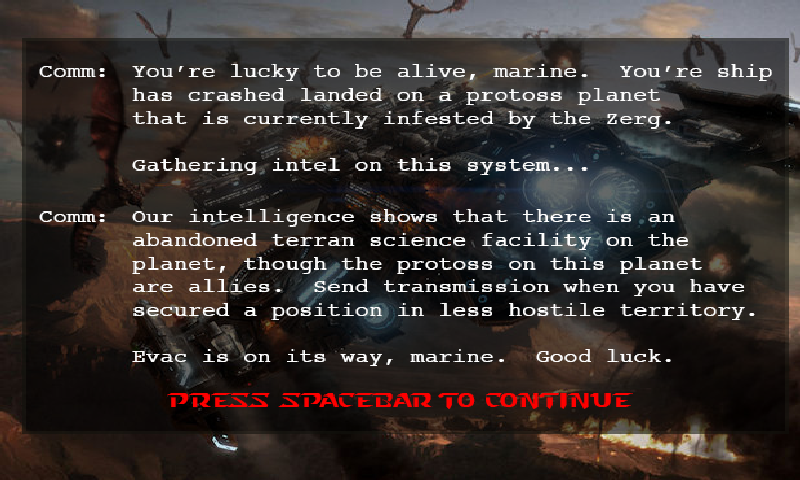 Comm: You're lucky to be alive, marine. You're ship
has crashed landed on a protoss planet
that is currently infested by the Zerg.
Gathering intel on this system...
Comm: Our intelligence shows that there is an
abandoned terran science facility on the
planet, though the protoss on this planet
are allies. Send transmission when you have
secured a position in less hostile territory.
Evac is on its way, marine. Good luck.
PRESS SPACEBAR TO CONTINUE